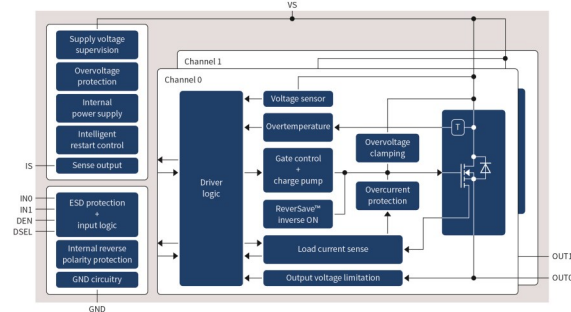 VS
Supply voltage
supervision
Overvoltage
protection
Internal
power supply
Intelligent
restart control
Sense output
IS
IN0
IN1
DEN
DSEL
ESD protection
+
input logic
Internal reverse
polarity protection
GND circuitry
GND
Channel 1
Channel 0
Driver
logic
Voltage sensor
Overtemperature
Gate control
+
charge pump
ReverSave™
inverse ON
Load current sense
Output voltage limitation
Overvoltage
clamping
Overcurrent
protection
T
OUT1
OUT0